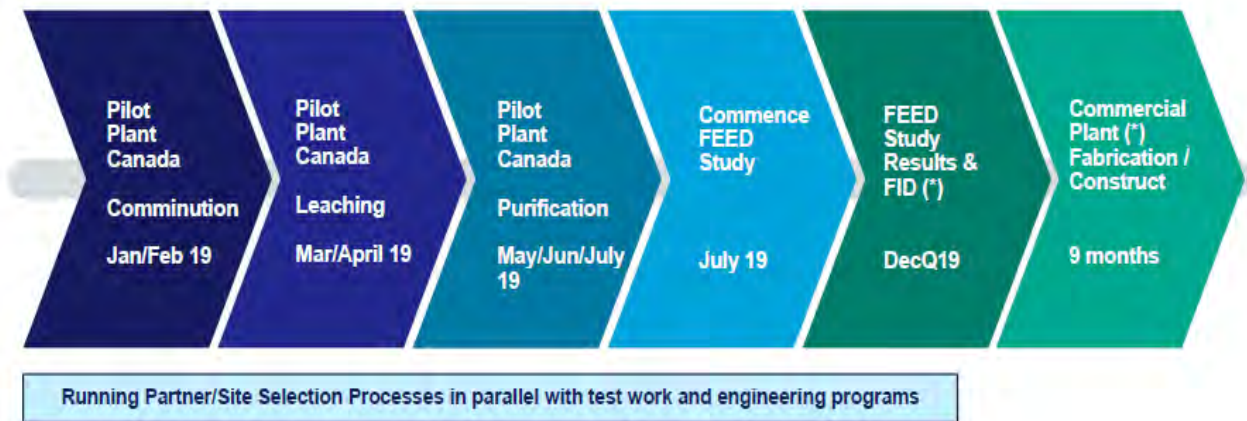 Pilot
Plant
Canada
Comminution
Jan/Feb 19
Pilot
Plant
Canada
Leaching
Mar/April 19
Pilot
Plant
Canada
Purification
May/Jun/July
19
Commence
FEED
Study
July 19
FEED
Study
Results &
FID (*)
DecQ19
Commercial
Plant (*)
Fabrication /
Construct
9 months
Running Partner/Site Selection Processes in parallel with test work and engineering programs